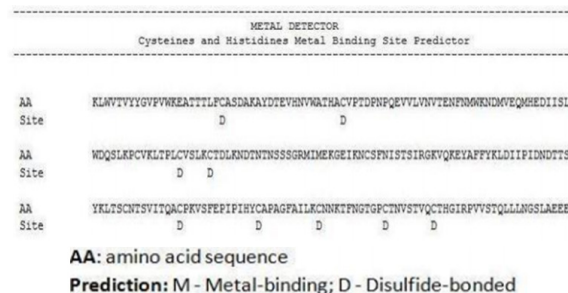 METAL DETECTOR
Cysteines and Histidines Metal Binding Site Predictor
AA KLWVTVYYGVPVWKEATTTLFCASDAKAYDTEVHNVWATHACVPTDPNPQEVVLVNVTENFNMWKNDMVEQMHEDIISL
Site D D
AA WDQSLKPCVKLTPLCVSLKCTDLKNDTNTNSSSGRMIMEKGEIKNCSFNISTSIRGKVQKEYAFFYKLDIIPIDNDTTS
Site D D
AA YKLTSCNTSVITQACPKVSFEPIPIHYCAPAGFAILKCNNKTFNGTGPCTNVSTVQCTHGIRPVVSTQLLLNGSLAEEE
Site D D D D D
AA: amino acid sequence
Prediction: M - Metal-binding; D - Disulfide-bonded